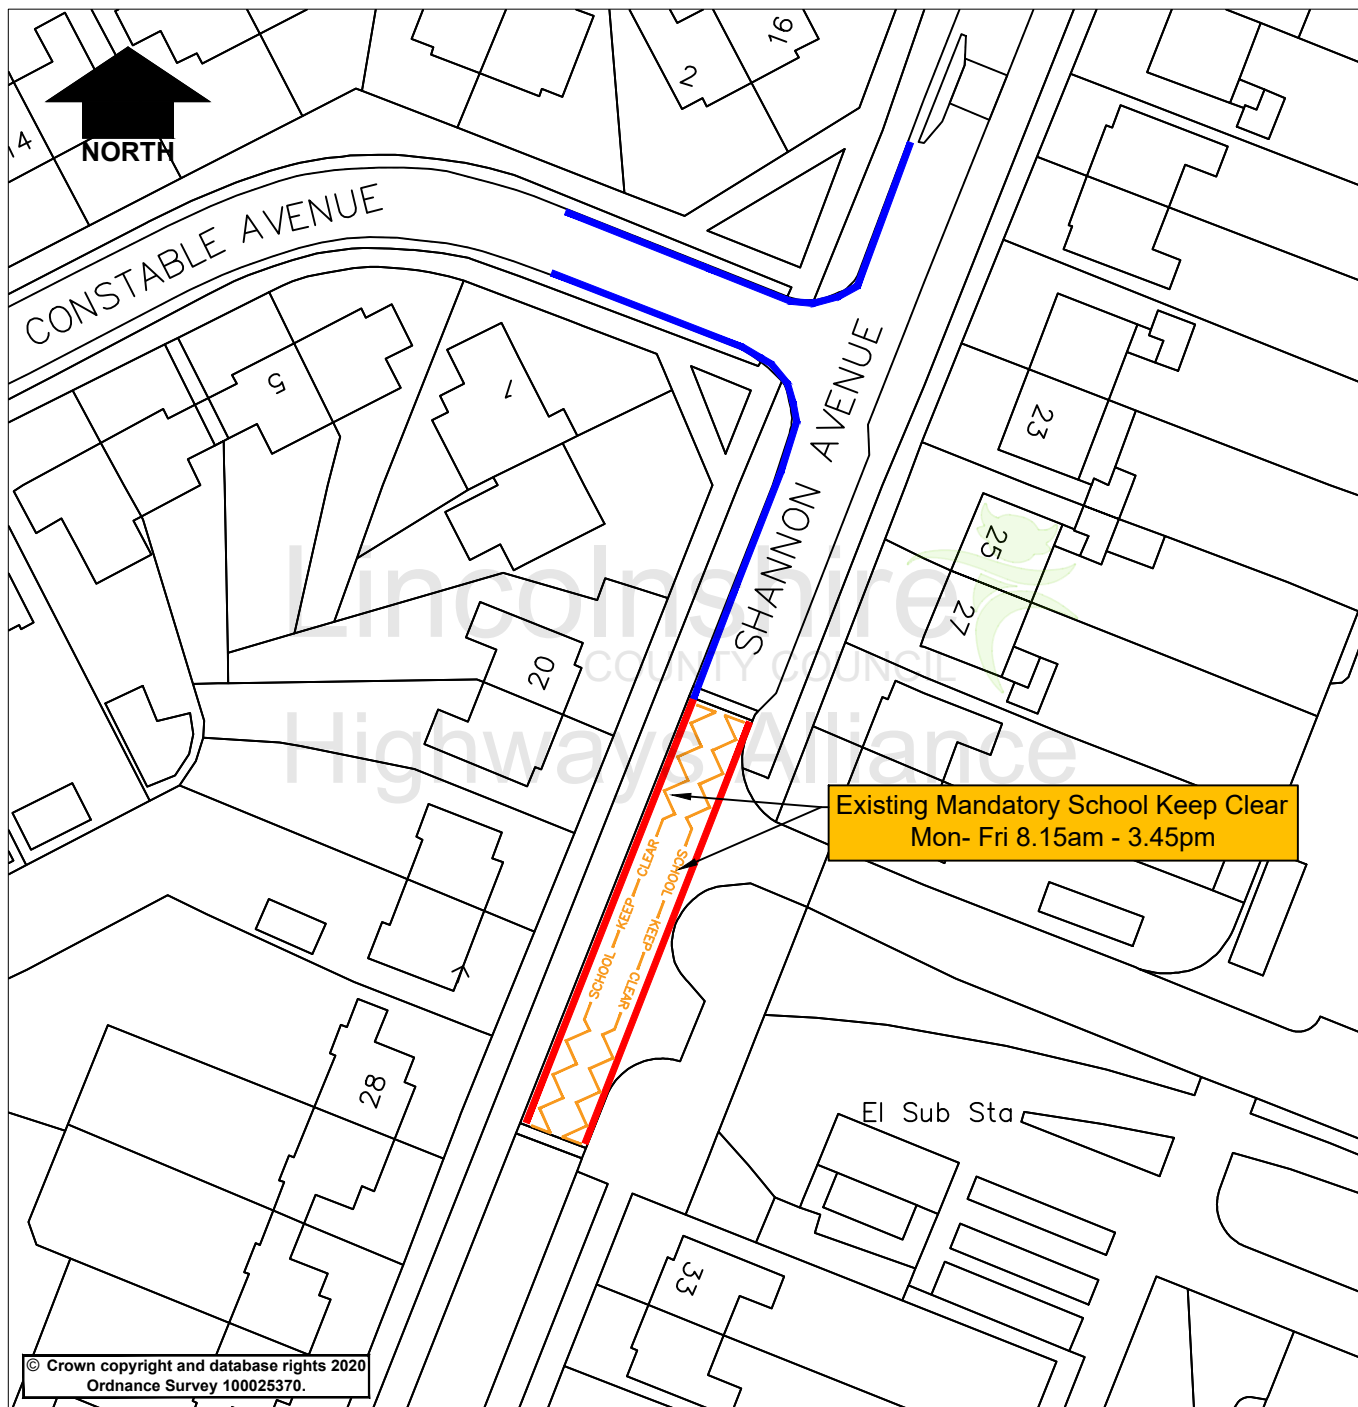 16
2
14
NORTH
CONSTABLE AVENUE
5
1
SHANNON AVENUE
23
25
27
20
Lincolnshire
COUNTY COUNCIL
Highways Alliance
Existing Mandatory School Keep Clear
Mon- Fri 8.15am - 3.45pm
SCHOOL KEEP CLEAR
SCHOOL KEEP CLEAR
28
El Sub Sta
33
© Crown copyright and database rights 2020
Ordnance Survey 100025370.